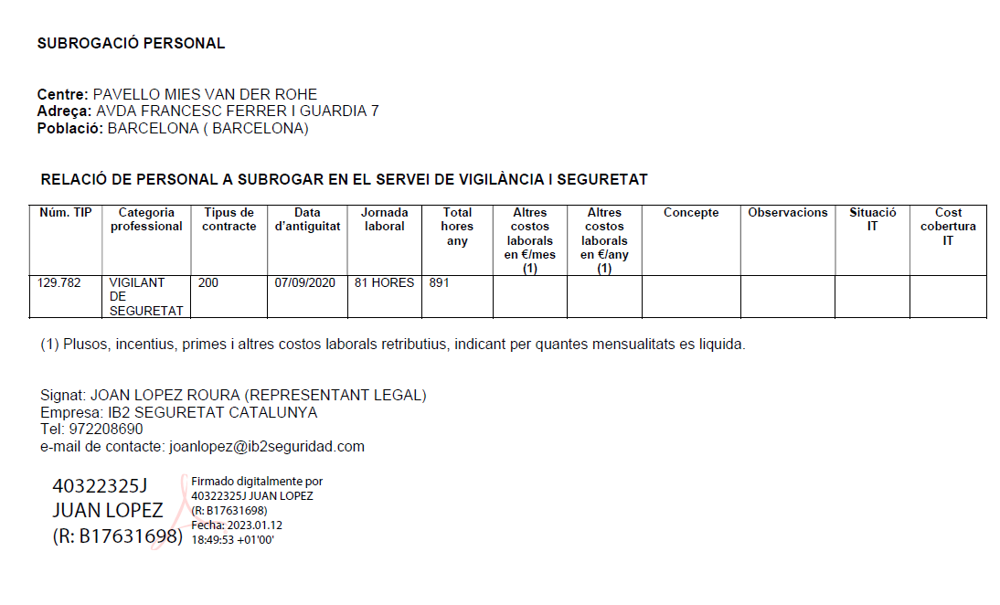 SUBROGACIÓ PERSONAL
Centre: PAVELLO MIES VAN DER ROHE
Adreça: AVDA FRANCESC FERRER I GUARDIA 7
Població: BARCELONA ( BARCELONA)
RELACIÓ DE PERSONAL A SUBROGAR EN EL SERVEI DE VIGILÀNCIA I SEGURETAT
Núm. TIP
Categoria
professional
Tipus de
contracte
Data
d'antiguitat
Jornada
laboral
Total
hores
any
Altres
costos
laborals
en €/mes
(1)
Altres
costos
laborals
en €/any
(1)
Concepte
Observacions
Situació
IT
Cost
cobertura
IT
129.782
VIGILANT
DE
SEGURETAT
200
07/09/2020
81 HORES
891
(1) Plusos, incentius, primes i altres costos laborals retributius, indicant per quantes mensualitats es liquida.
Signat: JOAN LOPEZ ROURA (REPRESENTANT LEGAL)
Empresa: IB2 SEGURETAT CATALUNYA
Tel: 972208690
e-mail de contacte: joanlopez@ib2seguridad.com
40322325J
JUAN LOPEZ
(R: B17631698)
Firmado digitalmente por
40322325J JUAN LOPEZ
(R: B17631698)
Fecha: 2023.01.12
18:49:53 +01'00'